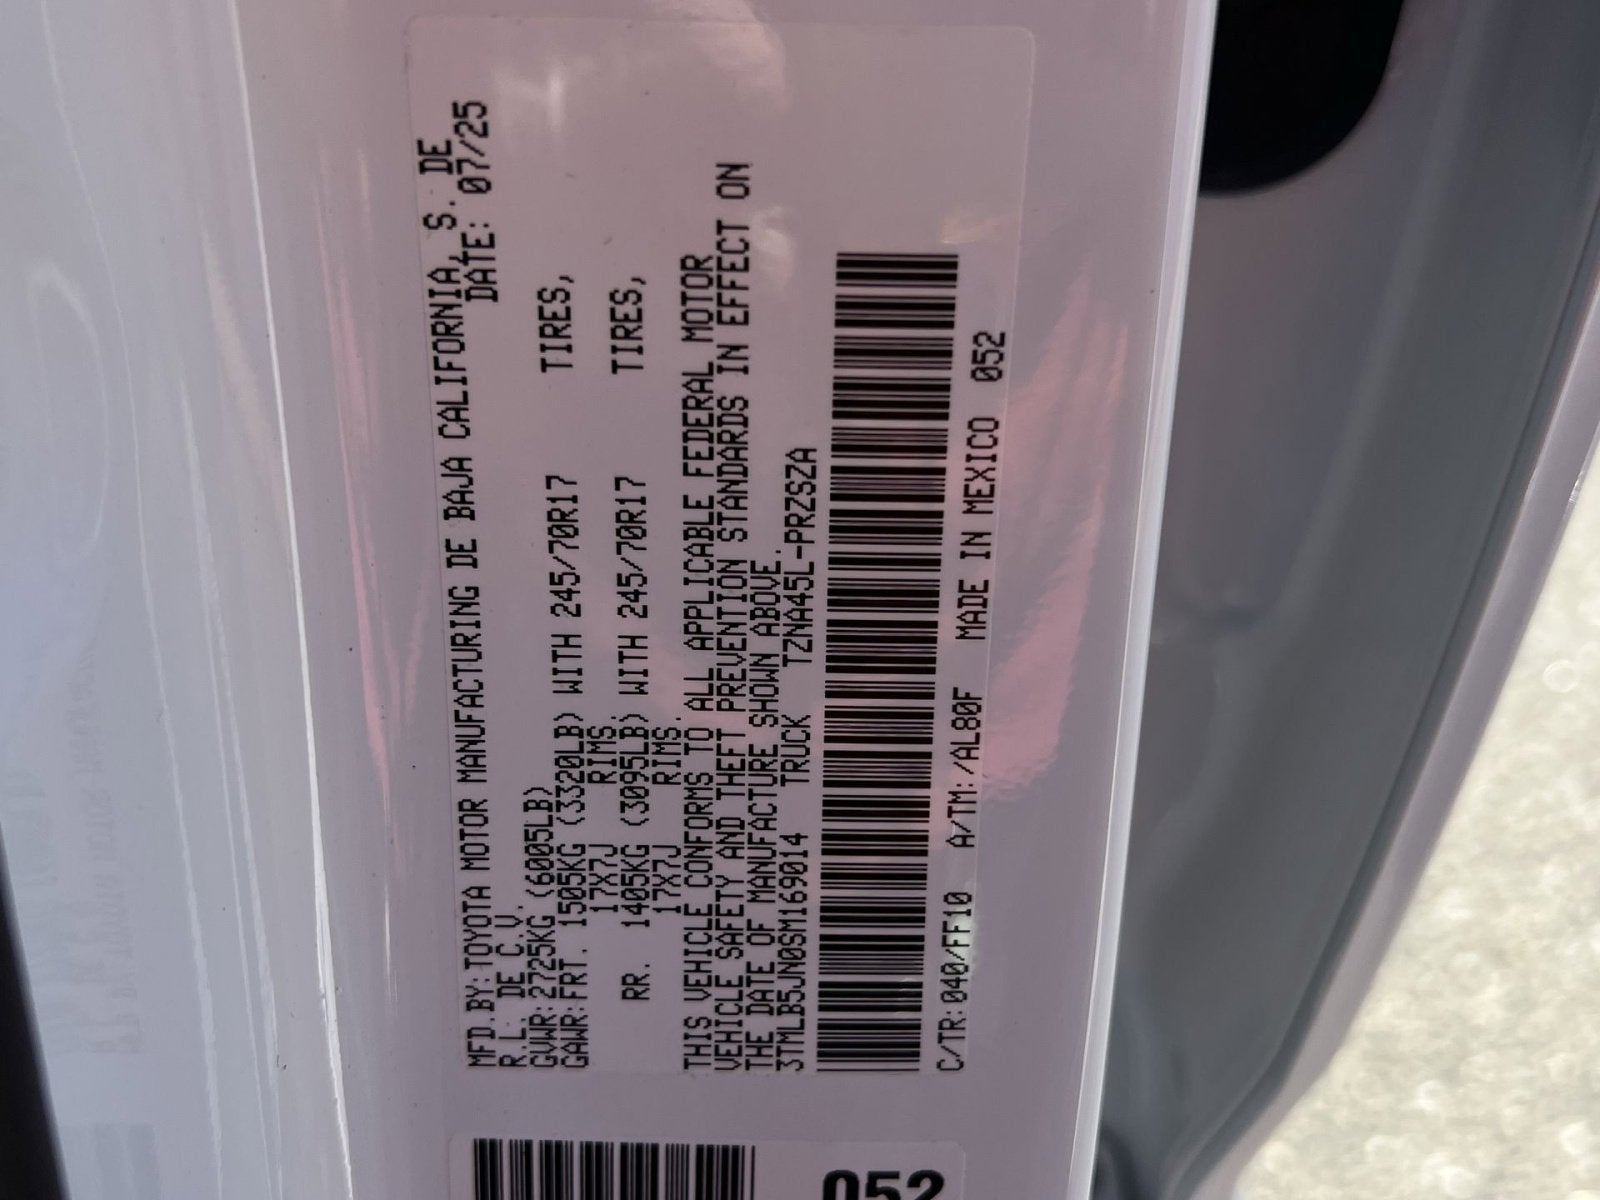 MFD.BY:TOYOTA MOTOR MANUFACTURING DE BAJA CALIFORNIA, S. DE
R.L. DE C.V. DATE: 07/25
GVWR:2725KG (6005LB)
GAWR:FRT. 1505KG (3320LB) WITH 245/70R17 TIRES,
17X7J RIMS.
RR. 1405KG (3095LB) WITH 245/70R17 TIRES,
17X7J RIMS.
THIS VEHICLE CONFORMS TO ALL APPLICABLE FEDERAL MOTOR
VEHICLE SAFETY AND THEFT PREVENTION STANDARDS IN EFFECT ON
THE DATE OF MANUFACTURE SHOWN ABOVE.
3TMLB5JN0SM169014 TRUCK TZNA45L-PRZSZA
C/TR:040/FF10 A/TM:/AL80F MADE IN MEXICO 052
052